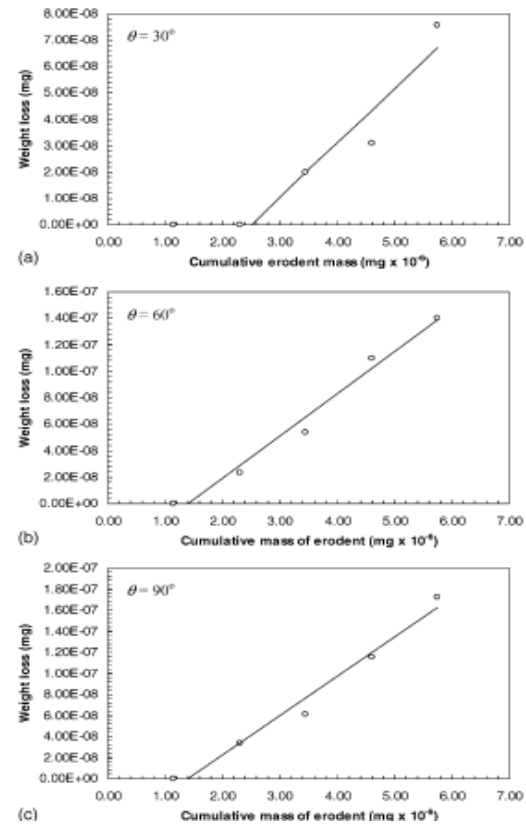 8.00E-08
7.00E-08
6.00E-08
5.00E-08
4.00E-08
3.00E-08
2.00E-08
1.00E-08
0.00E+00
Weight loss (mg)
θ = 30°
0.00 1.00 2.00 3.00 4.00 5.00 6.00 7.00
(a) Cumulative erodent mass (mg x 10⁻⁶)
1.60E-07
1.40E-07
1.20E-07
1.00E-07
8.00E-08
6.00E-08
4.00E-08
2.00E-08
0.00E+00
Weight loss (mg)
θ = 60°
0.00 1.00 2.00 3.00 4.00 5.00 6.00 7.00
(b) Cumulative mass of erodent (mg x 10⁻⁶)
2.00E-07
1.80E-07
1.60E-07
1.40E-07
1.20E-07
1.00E-07
8.00E-08
6.00E-08
4.00E-08
2.00E-08
0.00E+00
Weight loss (mg)
θ = 90°
0.00 1.00 2.00 3.00 4.00 5.00 6.00 7.00
(c) Cumulative mass of erodent (mg x 10⁻⁶)